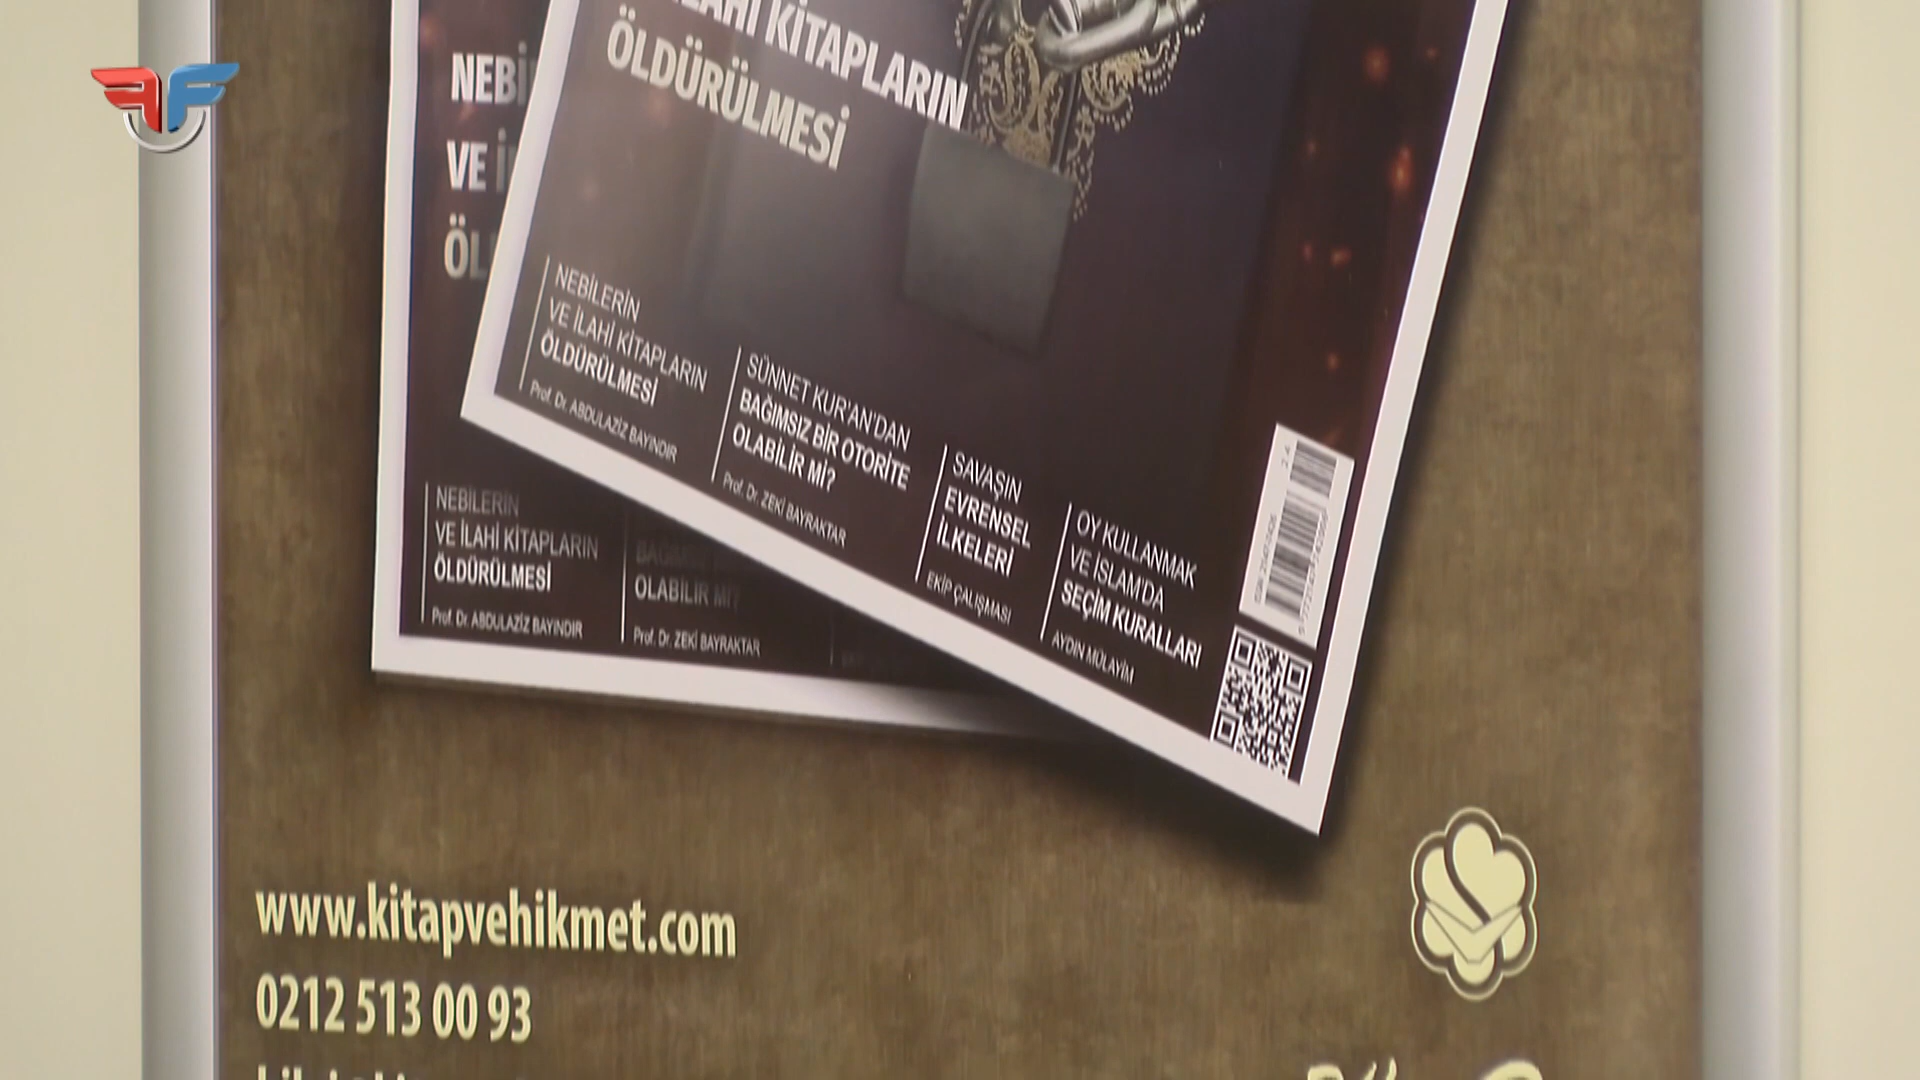 İLAHİ KİTAPLARIN
ÖLDÜRÜLMESİ
NEBİLERİN
VE İLAHİ KİTAPLARIN
ÖLDÜRÜLMESİ
Prof. Dr. ABDULAZİZ BAYINDIR
SÜNNET KUR'AN'DAN
BAĞIMSIZ BİR OTORİTE
OLABİLİR Mİ?
Prof. Dr. ZEKİ BAYRAKTAR
SAVAŞIN
EVRENSEL
İLKELERİ
EKİP ÇALIŞMASI
OY KULLANMAK
VE İSLAM'DA
SEÇİM KURALLARI
AYDIN MÜLAYİM
NEBİ
VE İ
ÖL
NEBİLERİN
VE İLAHİ KİTAPLARIN
ÖLDÜRÜLMESİ
Prof. Dr. ABDULAZİZ BAYINDIR
BAĞIMSIZ BİR
OLABİLİR Mİ?
Prof. Dr. ZEKİ BAYRAKTAR
www.kitapvehikmet.com
0212 513 00 93